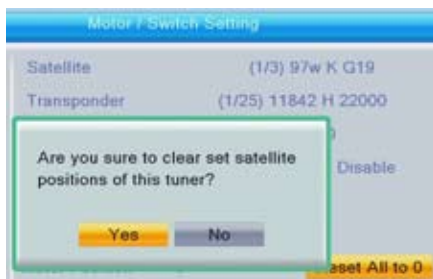 Motor / Switch Setting
Satellite (1/3) 97w K G19
Transponder (1/25) 11842 H 22000
Are you sure to clear set satellite
positions of this tuner?
Disable
Yes No
Reset All to 0